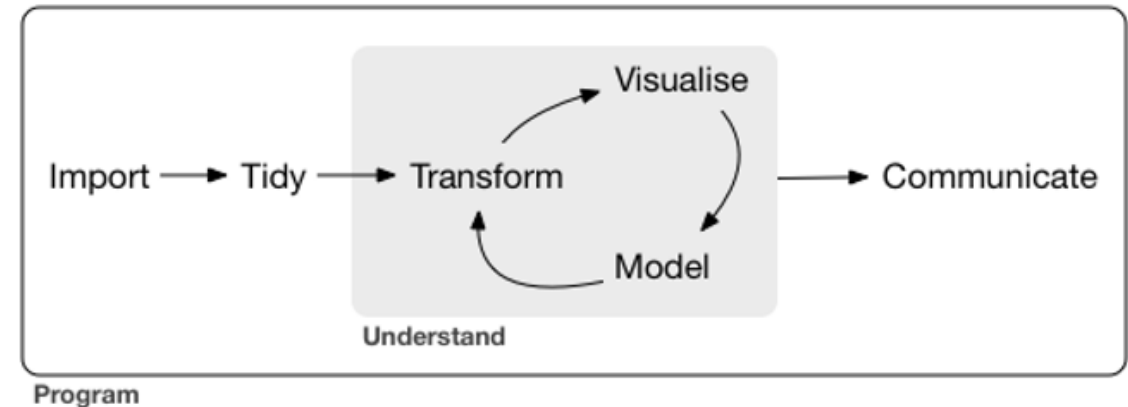 Visualise
Import
Tidy
Transform
Communicate
Model
Understand
Program